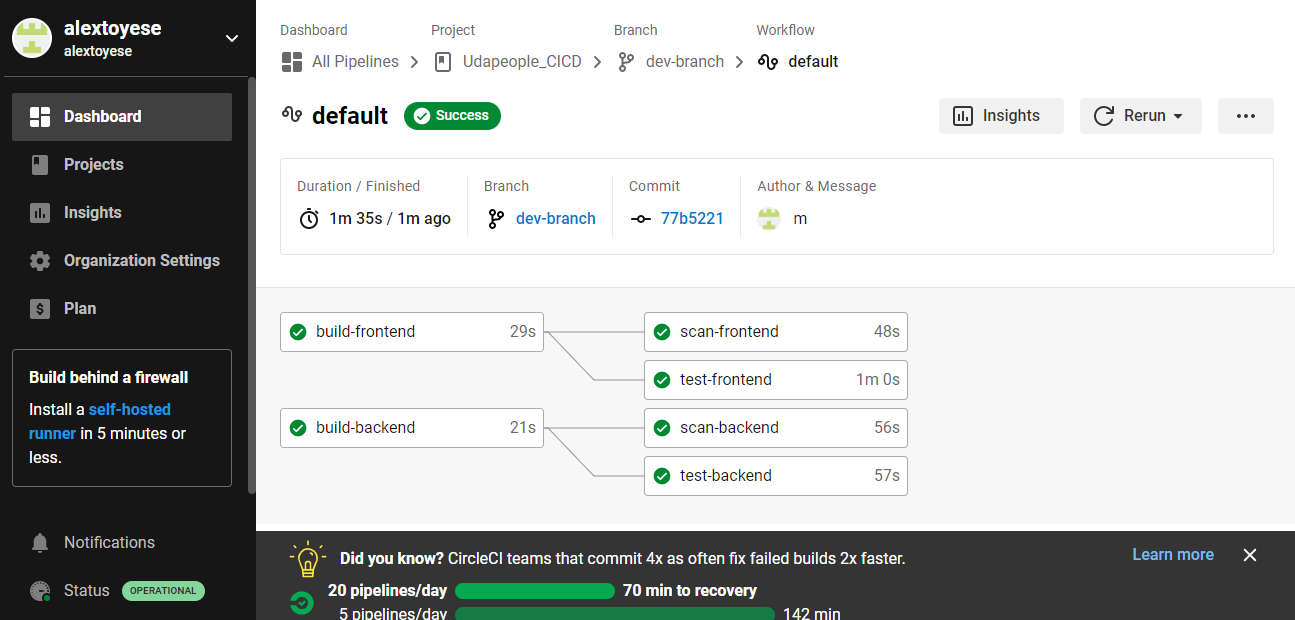 alextoyese
alextoyese
Dashboard
Projects
Insights
Organization Settings
Plan
Build behind a firewall
Install a self-hosted
runner in 5 minutes or
less.
Notifications
Status OPERATIONAL
Dashboard Project Branch Workflow
All Pipelines Udapeople_CICD dev-branch default
default Success Insights Rerun
Duration / Finished Branch Commit Author & Message
1m 35s / 1m ago dev-branch 77b5221 m
build-frontend 29s scan-frontend 48s
test-frontend 1m 0s
build-backend 21s scan-backend 56s
test-backend 57s
Did you know? CircleCI teams that commit 4x as often fix failed builds 2x faster. Learn more
20 pipelines/day 70 min to recovery
5 pipelines/day 142 min